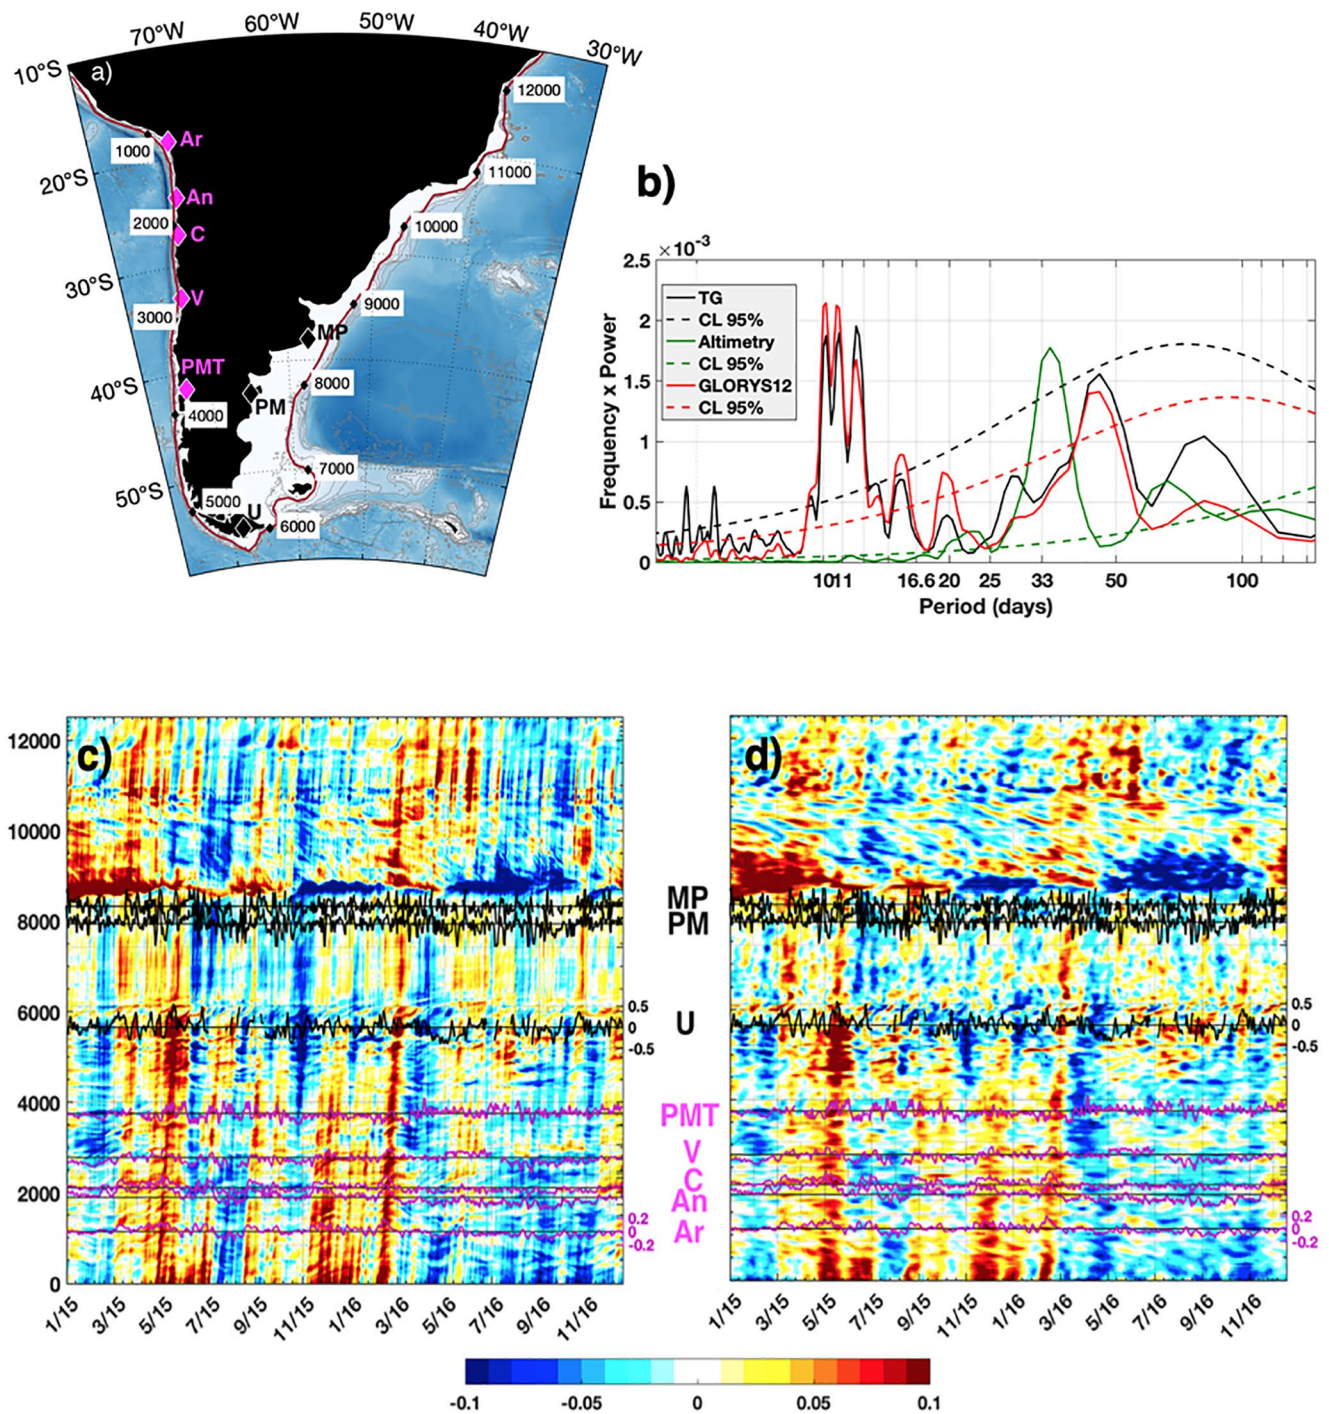 70°W 60°W 50°W 40°W 30°W
10°S
a)
12000
Ar
1000
20°S
11000
An
2000
C
10000
30°S
V
3000
9000
MP
PMT
40°S
8000
PM
4000
7000
50°S
5000
U
6000
b)
×10⁻³
2.5
2
1.5
1
0.5
0
Frequency x Power
TG
CL 95%
Altimetry
CL 95%
GLORYS12
CL 95%
1011 16.6 20 25 33 50 100
Period (days)
c)
12000
10000
8000
6000
4000
2000
0
0.5
0
-0.5
0.2
0
-0.2
1/15 3/15 5/15 7/15 9/15 11/15 1/16 3/16 5/16 7/16 9/16 11/16
MP
PM
U
PMT
V
C
An
Ar
d)
0.5
0
-0.5
0.2
0
-0.2
1/15 3/15 5/15 7/15 9/15 11/15 1/16 3/16 5/16 7/16 9/16 11/16
-0.1 -0.05 0 0.05 0.1